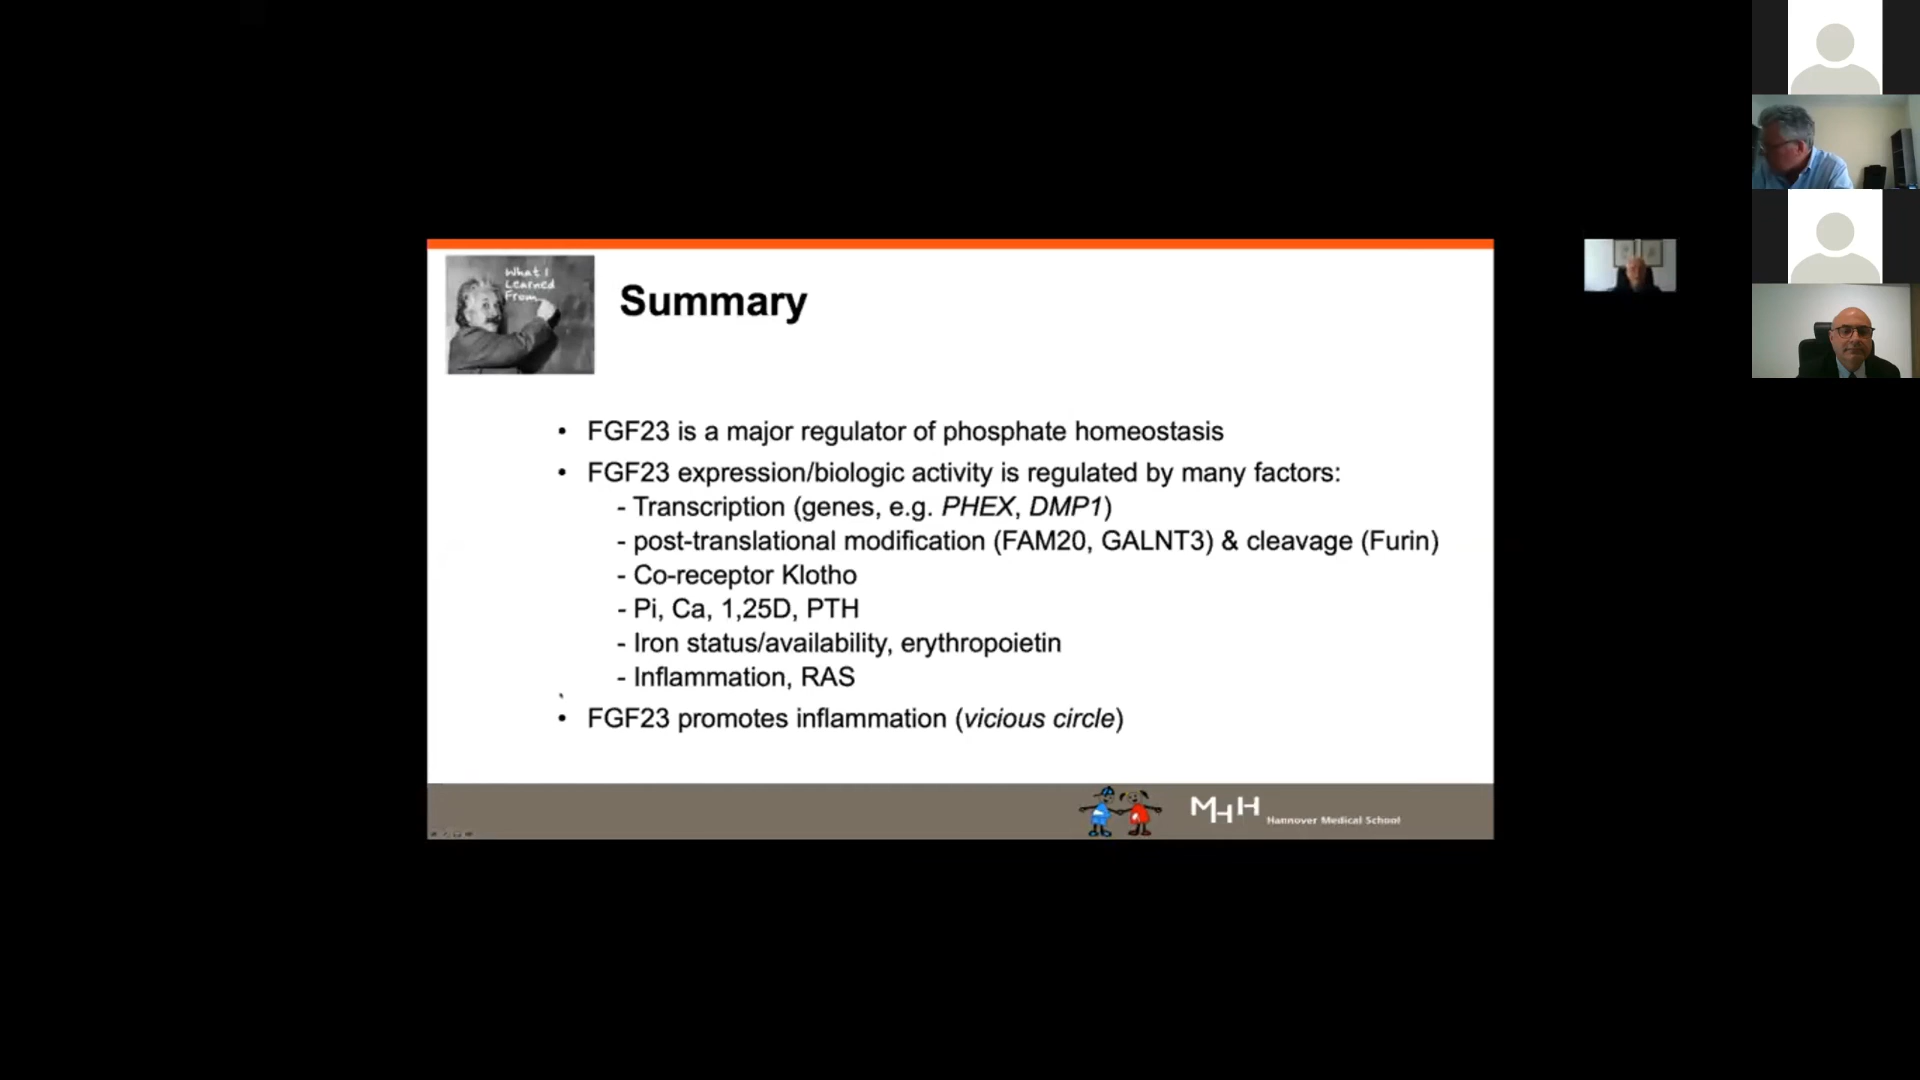 What I
Learned
From
Summary
• FGF23 is a major regulator of phosphate homeostasis
• FGF23 expression/biologic activity is regulated by many factors:
- Transcription (genes, e.g. PHEX, DMP1)
- post-translational modification (FAM20, GALNT3) & cleavage (Furin)
- Co-receptor Klotho
- Pi, Ca, 1,25D, PTH
- Iron status/availability, erythropoietin
- Inflammation, RAS
• FGF23 promotes inflammation (vicious circle)
MHH Hannover Medical School